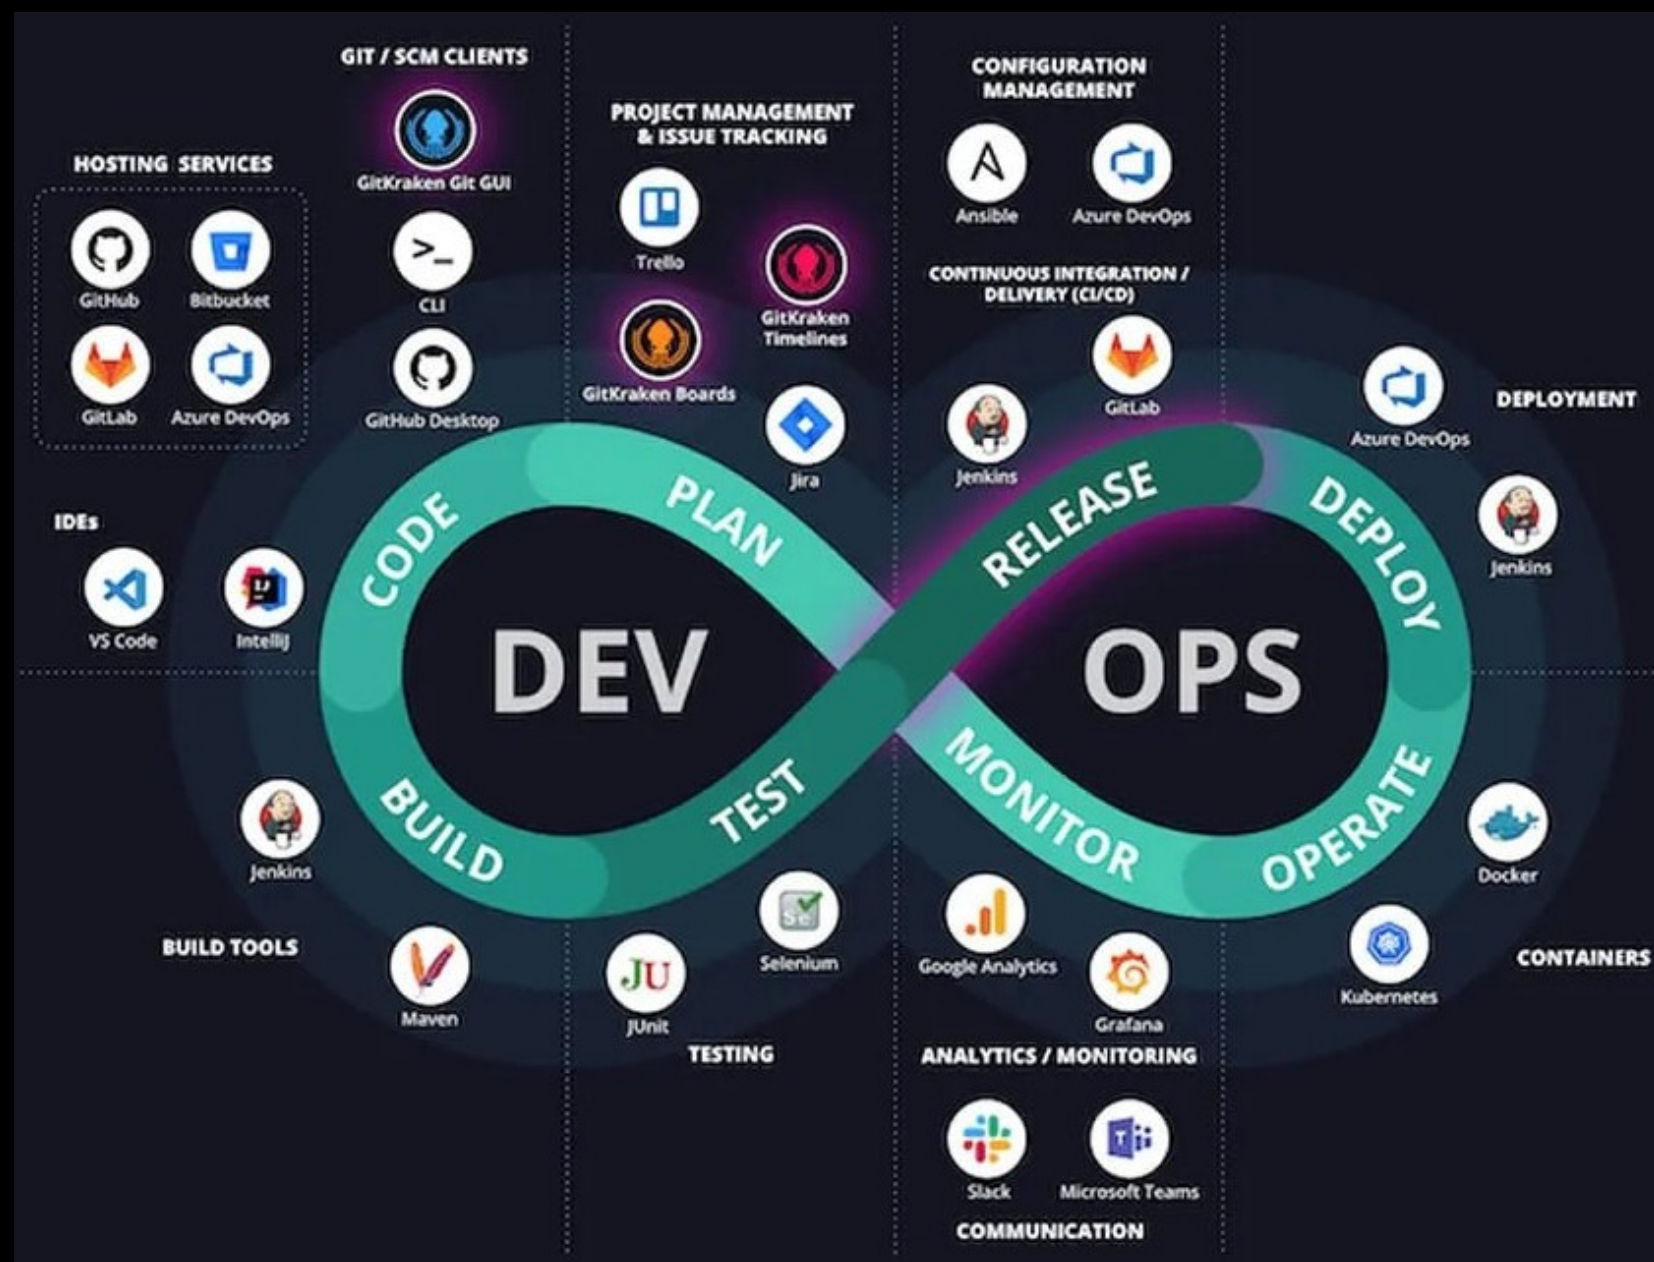 GIT / SCM CLIENTS
GitKraken Git GUI
CLI
GitHub Desktop
HOSTING SERVICES
GitHub
Bitbucket
GitLab
Azure DevOps
IDEs
VS Code
IntelliJ
PROJECT MANAGEMENT
& ISSUE TRACKING
Trello
GitKraken
Timelines
GitKraken Boards
Jira
CONFIGURATION
MANAGEMENT
Ansible
Azure DevOps
CONTINUOUS INTEGRATION /
DELIVERY (CI/CD)
GitLab
Jenkins
DEPLOYMENT
Azure DevOps
Jenkins
CODE
PLAN
RELEASE
DEPLOY
DEV
OPS
BUILD
TEST
MONITOR
OPERATE
Jenkins
BUILD TOOLS
Maven
JU
JUnit
Se
Selenium
TESTING
Google Analytics
Grafana
ANALYTICS / MONITORING
Slack
T
Microsoft Teams
COMMUNICATION
Docker
Kubernetes
CONTAINERS
IJ
>_